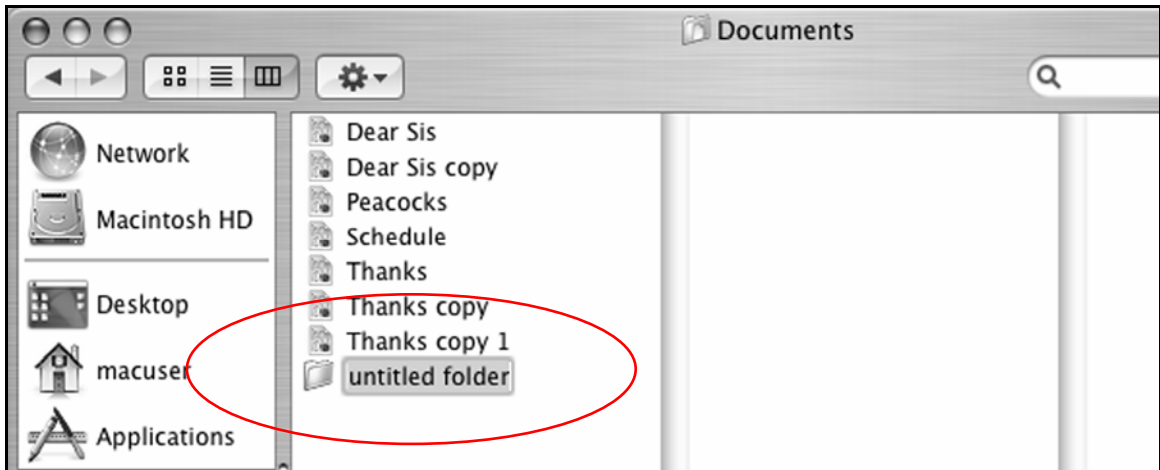 Documents
Network
Macintosh HD
Desktop
macuser
Applications
Dear Sis
Dear Sis copy
Peacocks
Schedule
Thanks
Thanks copy
Thanks copy 1
untitled folder